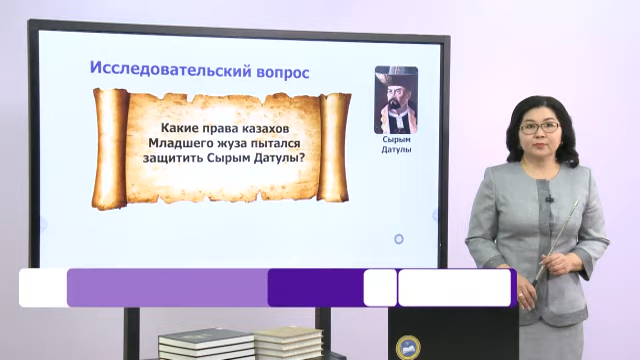 Исследовательский вопрос
Какие права казахов
Младшего жуза пытался
защитить Сырым Датулы?
Сырым
Датулы